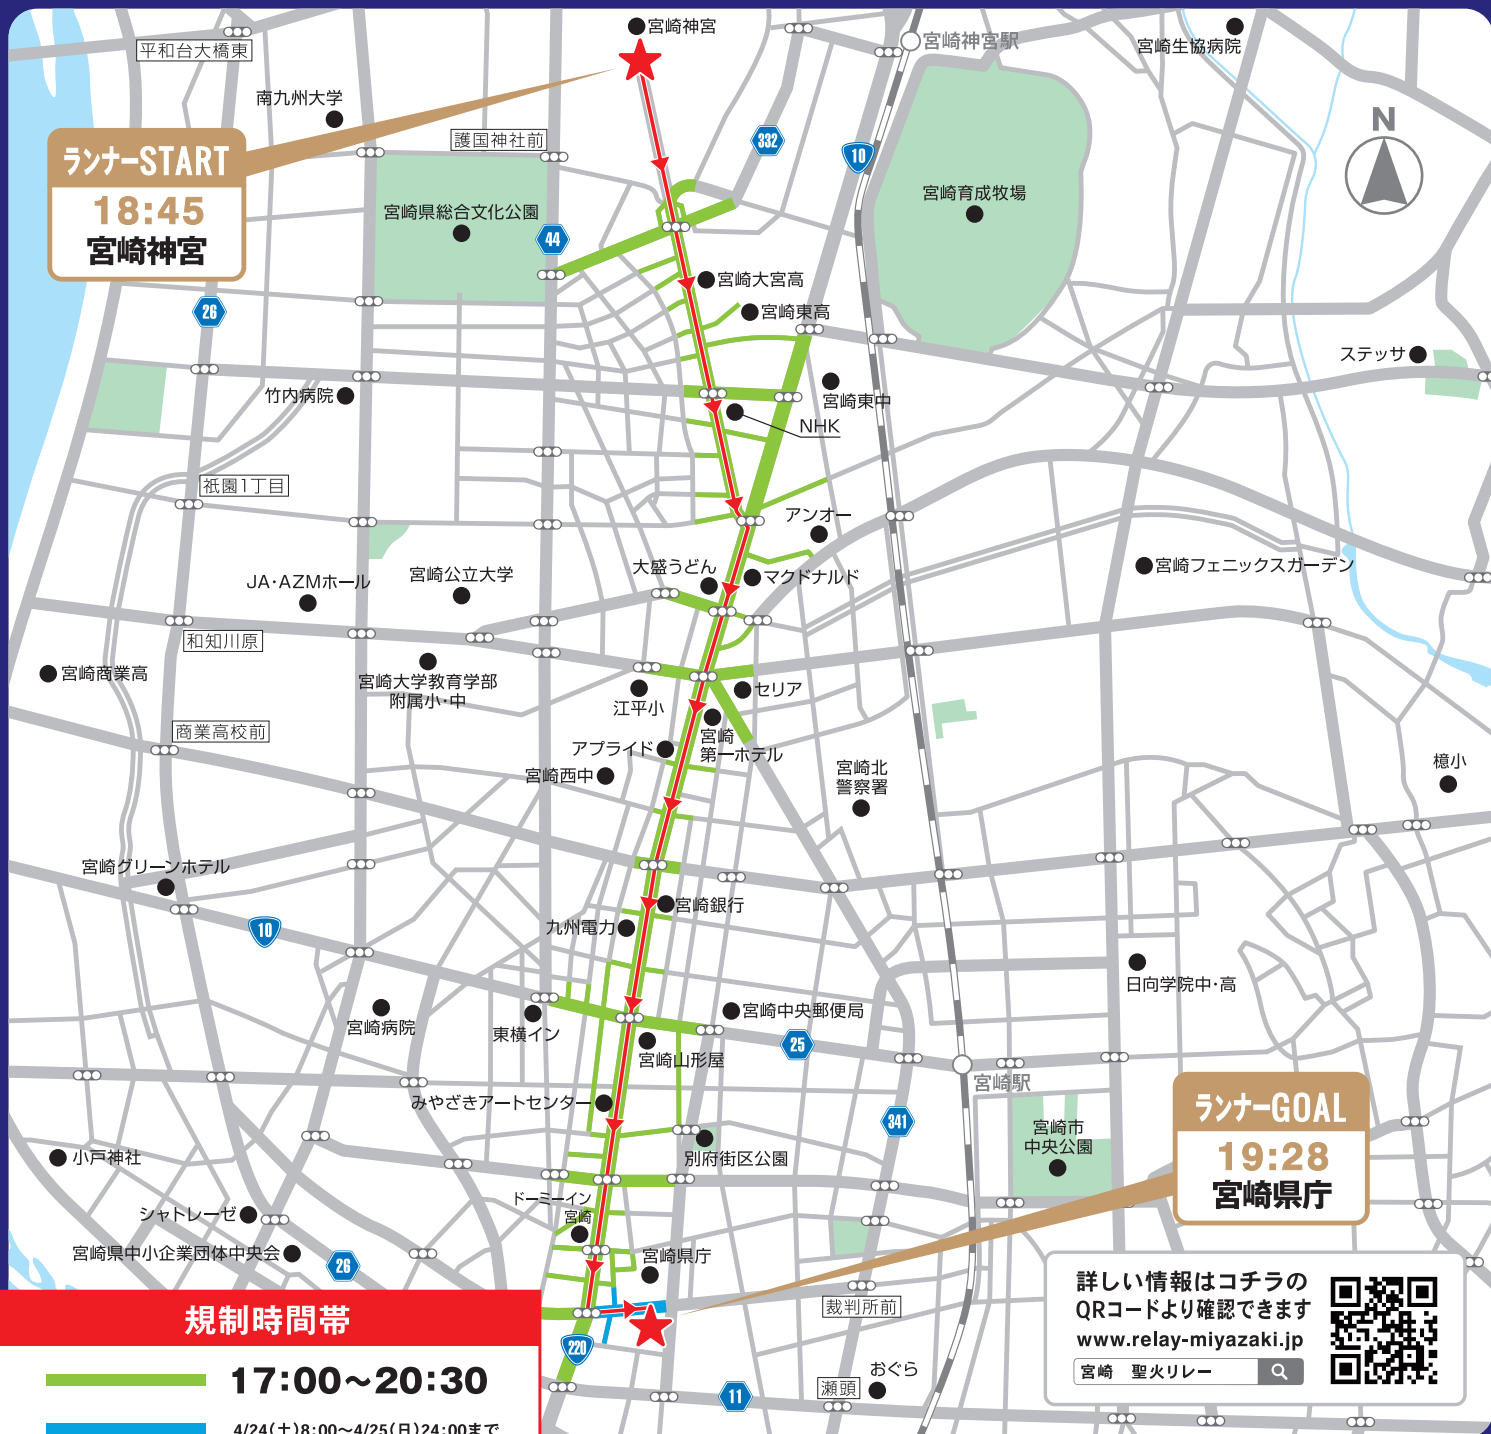 宮崎神宮
宮崎神宮駅
宮崎生協病院
平和台大橋東
南九州大学
護国神社前
332
10
N
ランナーSTART
18:45
宮崎神宮
宮崎県総合文化公園
44
宮崎育成牧場
26
宮崎大宮高
宮崎東高
ステッサ
竹内病院
宮崎東中
NHK
祇園1丁目
アンオー
大盛うどん
マクドナルド
宮崎フェニックスガーデン
JA・AZMホール
宮崎公立大学
和知川原
宮崎商業高
宮崎大学教育学部
附属小・中
江平小
セリア
商業高校前
アプライド
宮崎
第一ホテル
宮崎西中
宮崎北
警察署
檍小
宮崎グリーンホテル
宮崎銀行
九州電力
10
日向学院中・高
宮崎病院
東横イン
宮崎中央郵便局
25
宮崎山形屋
宮崎駅
みやざきアートセンター
341
宮崎市
中央公園
ランナーGOAL
19:28
宮崎県庁
小戸神社
別府街区公園
ドーミーイン
宮崎
シャトレーゼ
宮崎県中小企業団体中央会
26
宮崎県庁
裁判所前
220
おぐら
瀬頭
11
詳しい情報はコチラの
QRコードより確認できます
www.relay-miyazaki.jp
宮崎 聖火リレー
規制時間帯
17:00〜20:30
4/24(土)8:00〜4/25(日)24:00まで